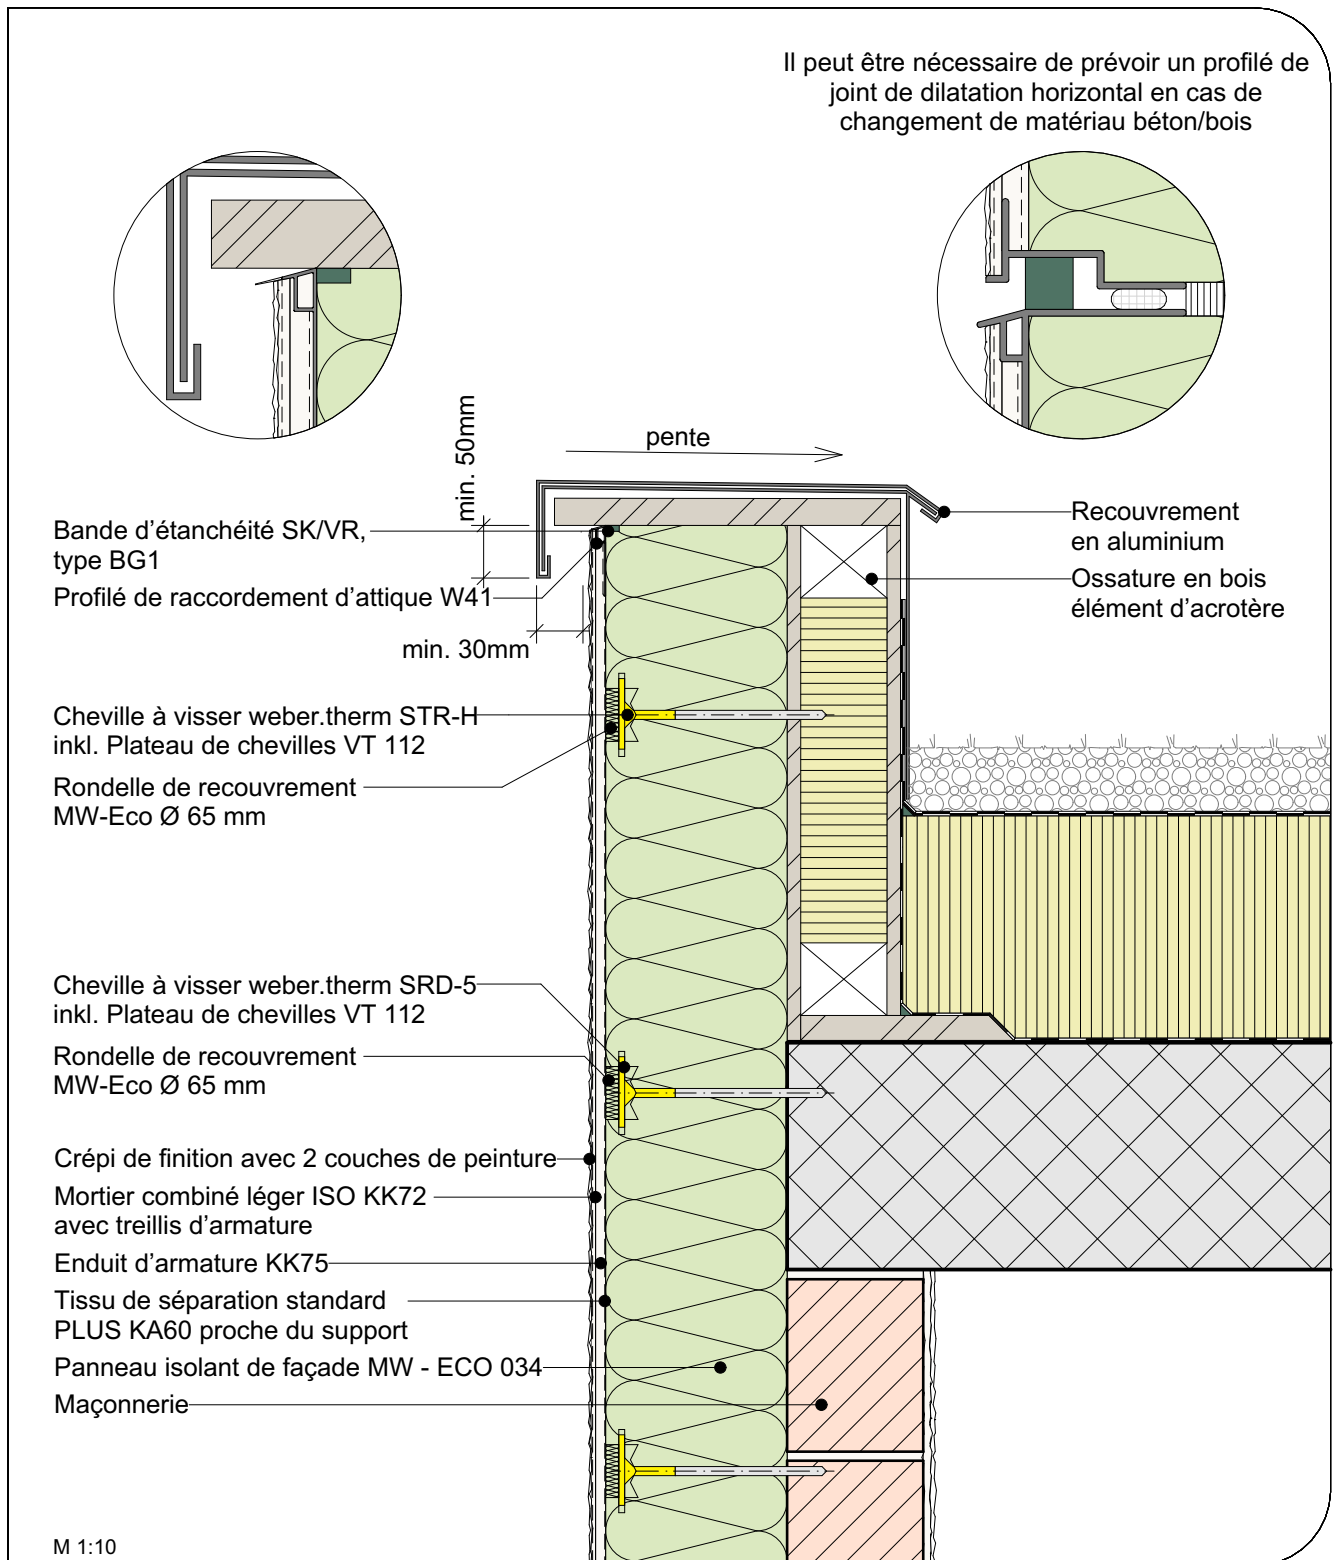 Il peut être nécessaire de prévoir un profilé de
joint de dilatation horizontal en cas de
changement de matériau béton/bois
pente
min. 50mm
Bande d'étanchéité SK/VR,
type BG1
Profilé de raccordement d'attique W41
min. 30mm
Recouvrement
en aluminium
Ossature en bois
élément d'acrotère
Cheville à visser weber.therm STR-H
inkl. Plateau de chevilles VT 112
Rondelle de recouvrement
MW-Eco Ø 65 mm
Cheville à visser weber.therm SRD-5
inkl. Plateau de chevilles VT 112
Rondelle de recouvrement
MW-Eco Ø 65 mm
Crépi de finition avec 2 couches de peinture
Mortier combiné léger ISO KK72
avec treillis d'armature
Enduit d'armature KK75
Tissu de séparation standard
PLUS KA60 proche du support
Panneau isolant de façade MW - ECO 034
Maçonnerie
M 1:10